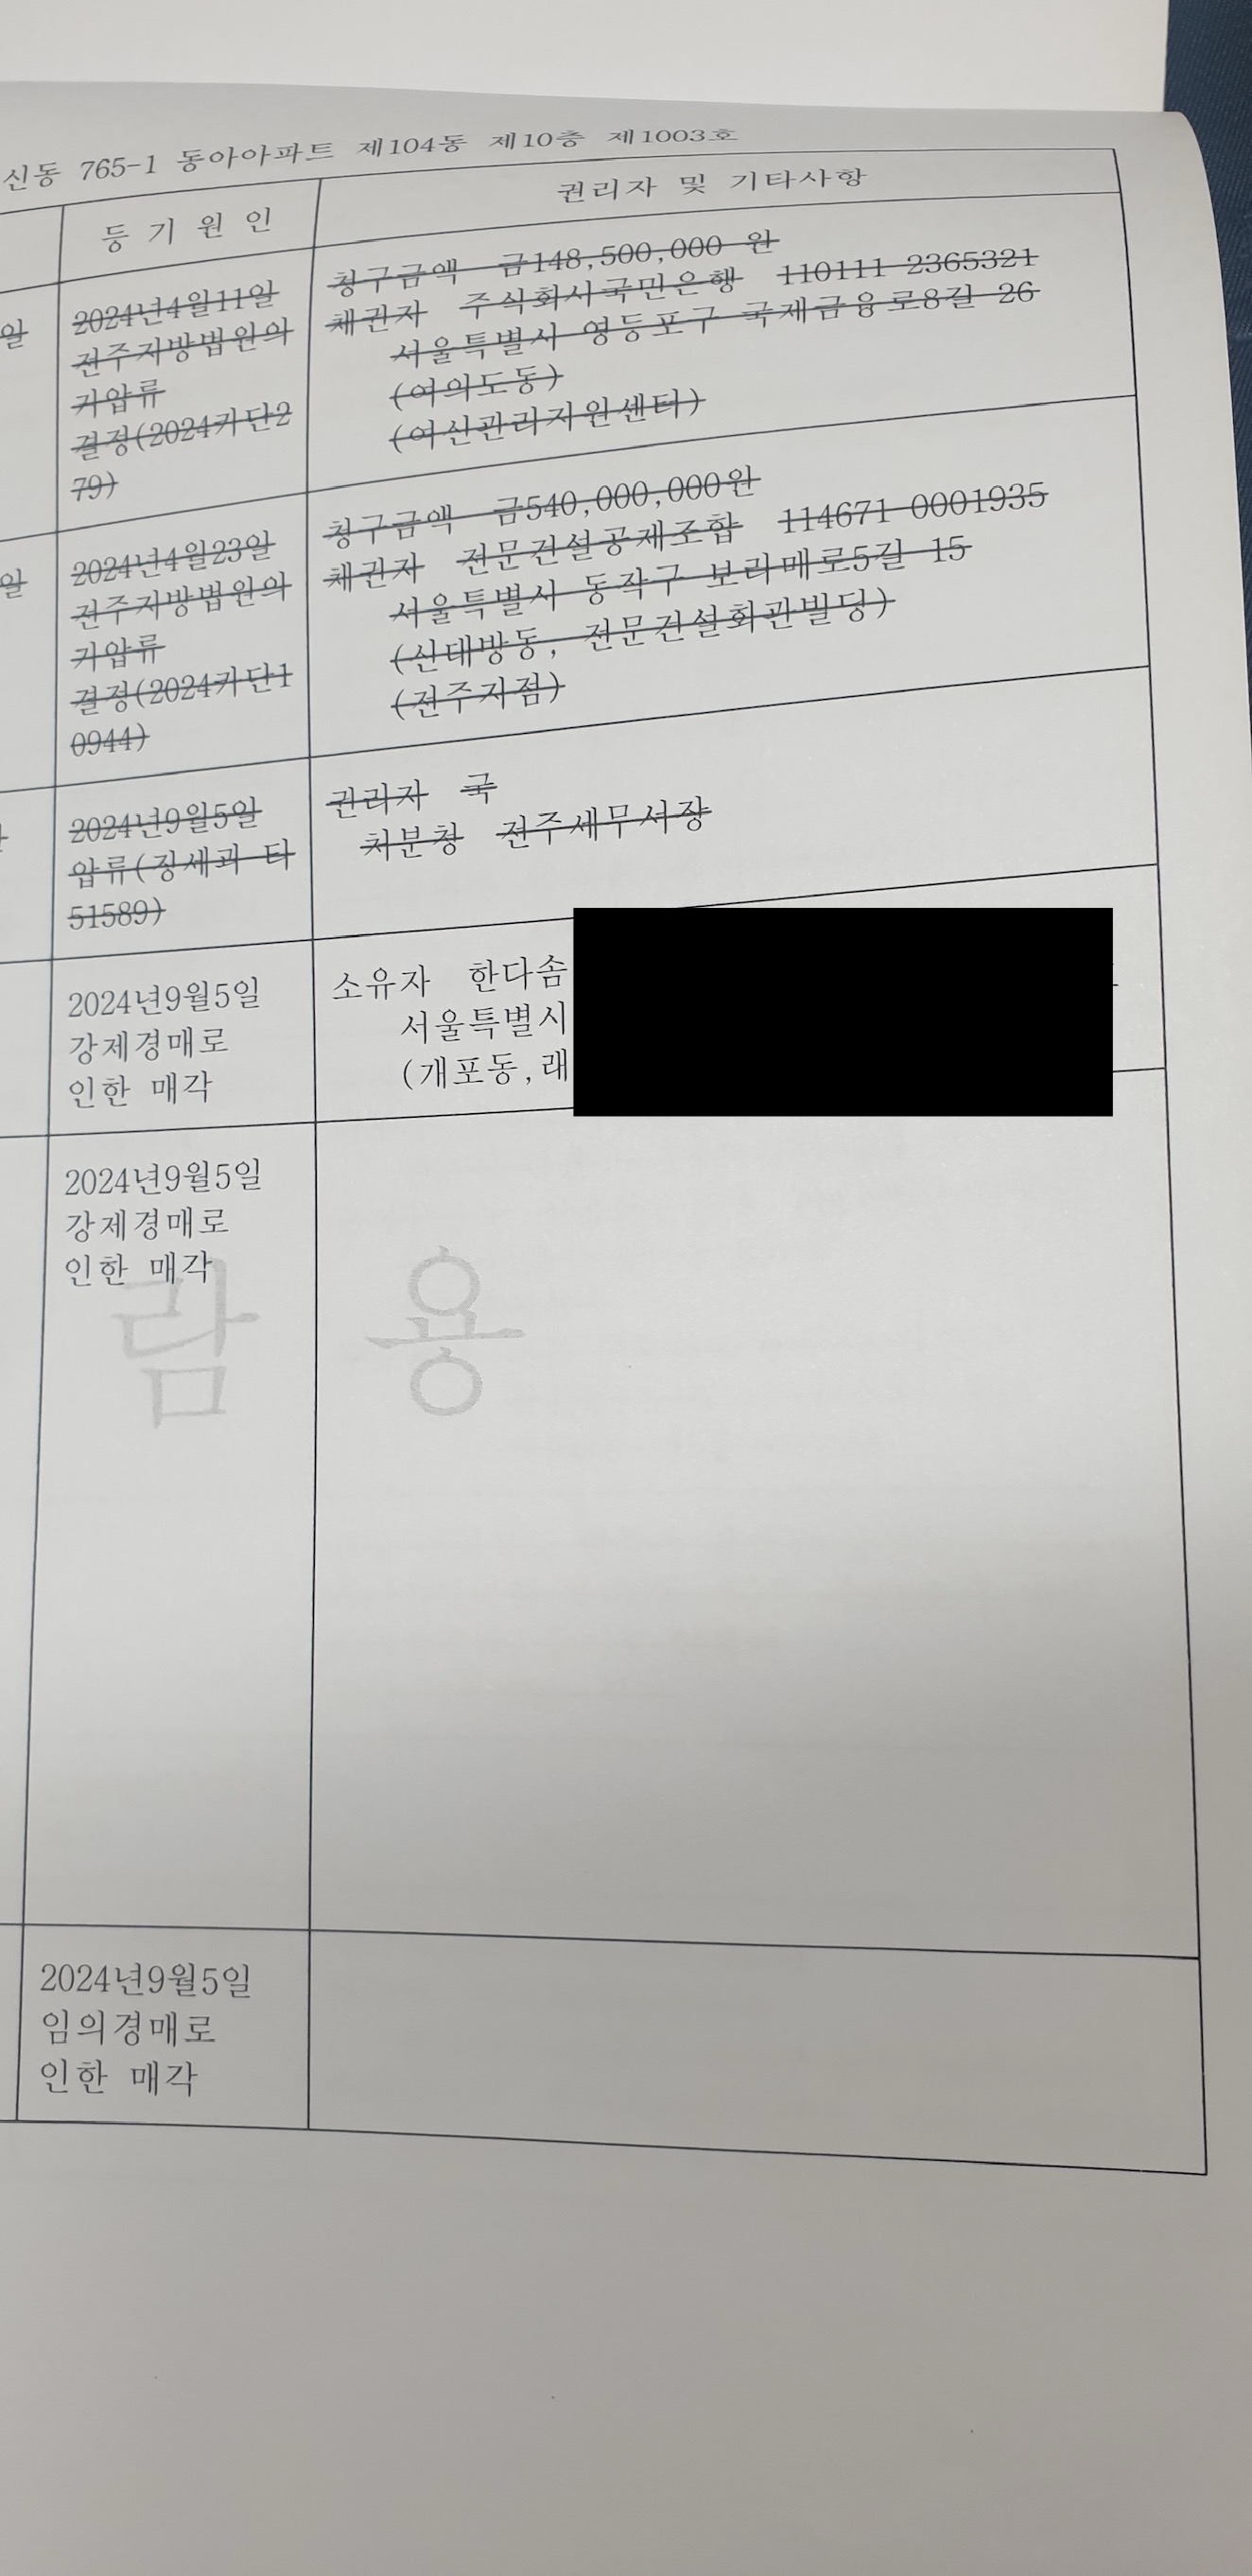 신동 765-1 동아아파트 제104동 제10층 제1003호
등 기 원 인
권리자 및 기타사항
일
2024년4월11일
전주지방법원의
가압류
결정(2024카단2
79)
청구금액 금148,500,000 원
채권자 주식회사국민은행 110111-2365321
서울특별시 영등포구 국제금융로8길 26
(여의도동)
(여신관리지원센터)
일
2024년4월23일
전주지방법원의
가압류
결정(2024카단1
0944)
청구금액 금540,000,000원
채권자 전문건설공제조합 114671-0001935
서울특별시 동작구 보라매로5길 15
(신대방동, 전문건설회관빌딩)
(전주지점)
2024년9월5일
압류(징세과 티
51589)
권리자 국
처분청 전주세무서장
2024년9월5일
강제경매로
인한 매각
소유자 한다솜
서울특별시
(개포동,래
2024년9월5일
강제경매로
인한 매각
람 용
2024년9월5일
임의경매로
인한 매각